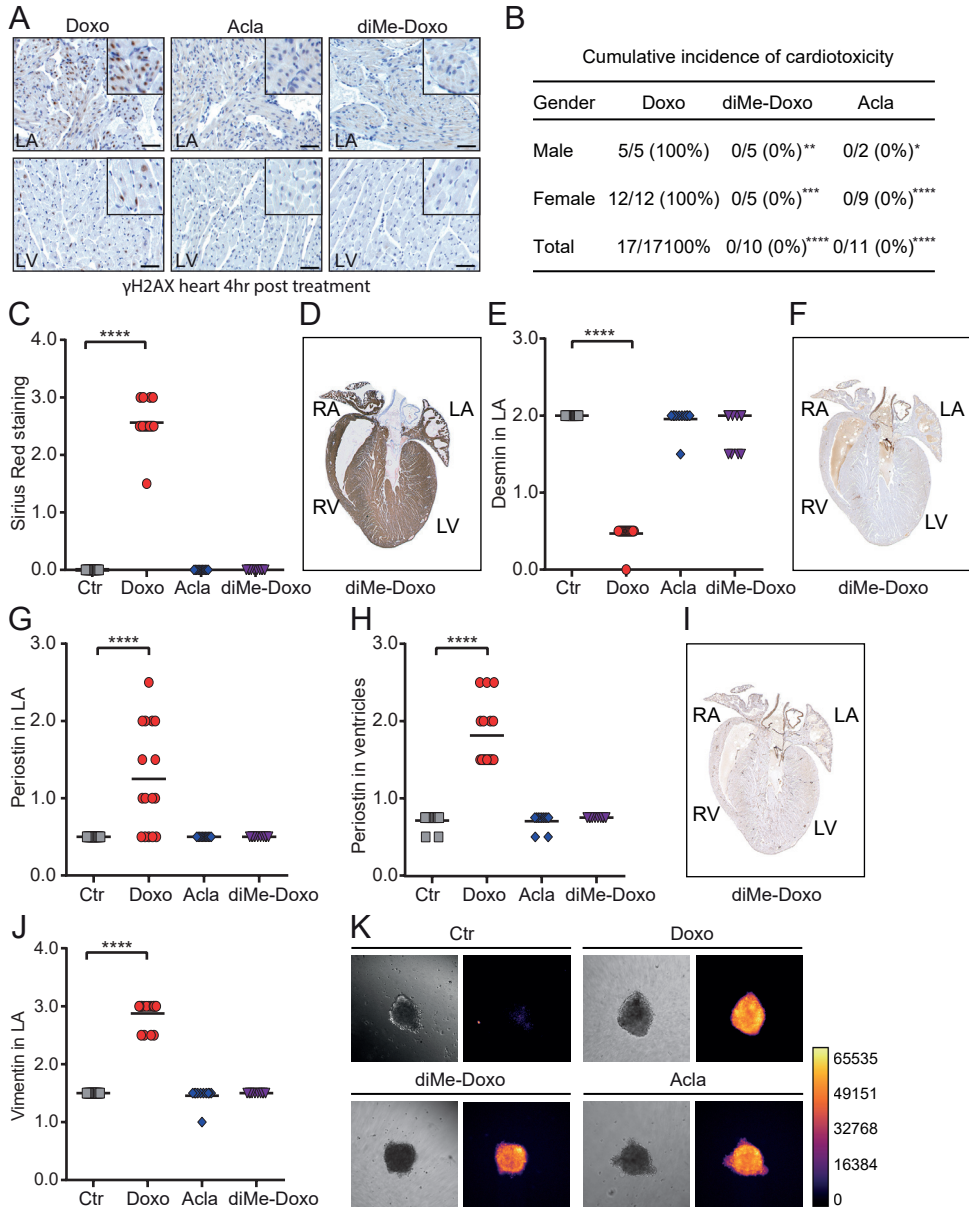 A
Doxo Acla diMe-Doxo
LA LA LA
LV LV LV
γH2AX heart 4hr post treatment
B
Cumulative incidence of cardiotoxicity
Gender Doxo diMe-Doxo Acla
Male 5/5 (100%) 0/5 (0%)** 0/2 (0%)*
Female 12/12 (100%) 0/5 (0%)*** 0/9 (0%)****
Total 17/17100% 0/10 (0%)**** 0/11 (0%)****
C
Sirius Red staining
4.0
3.0
2.0
1.0
0.0
****
Ctr Doxo Acla diMe-Doxo
D
RA LA
RV LV
diMe-Doxo
E
Desmin in LA
3.0
2.0
1.0
0.0
****
Ctr Doxo Acla diMe-Doxo
F
RA LA
RV LV
diMe-Doxo
G
Periostin in LA
3.0
2.0
1.0
0.0
****
Ctr Doxo Acla diMe-Doxo
H
Periostin in ventricles
3.0
2.0
1.0
0.0
****
Ctr Doxo Acla diMe-Doxo
I
RA LA
RV LV
diMe-Doxo
J
Vimentin in LA
4.0
3.0
2.0
1.0
0.0
****
Ctr Doxo Acla diMe-Doxo
K
Ctr Doxo
diMe-Doxo Acla
65535
49151
32768
16384
0